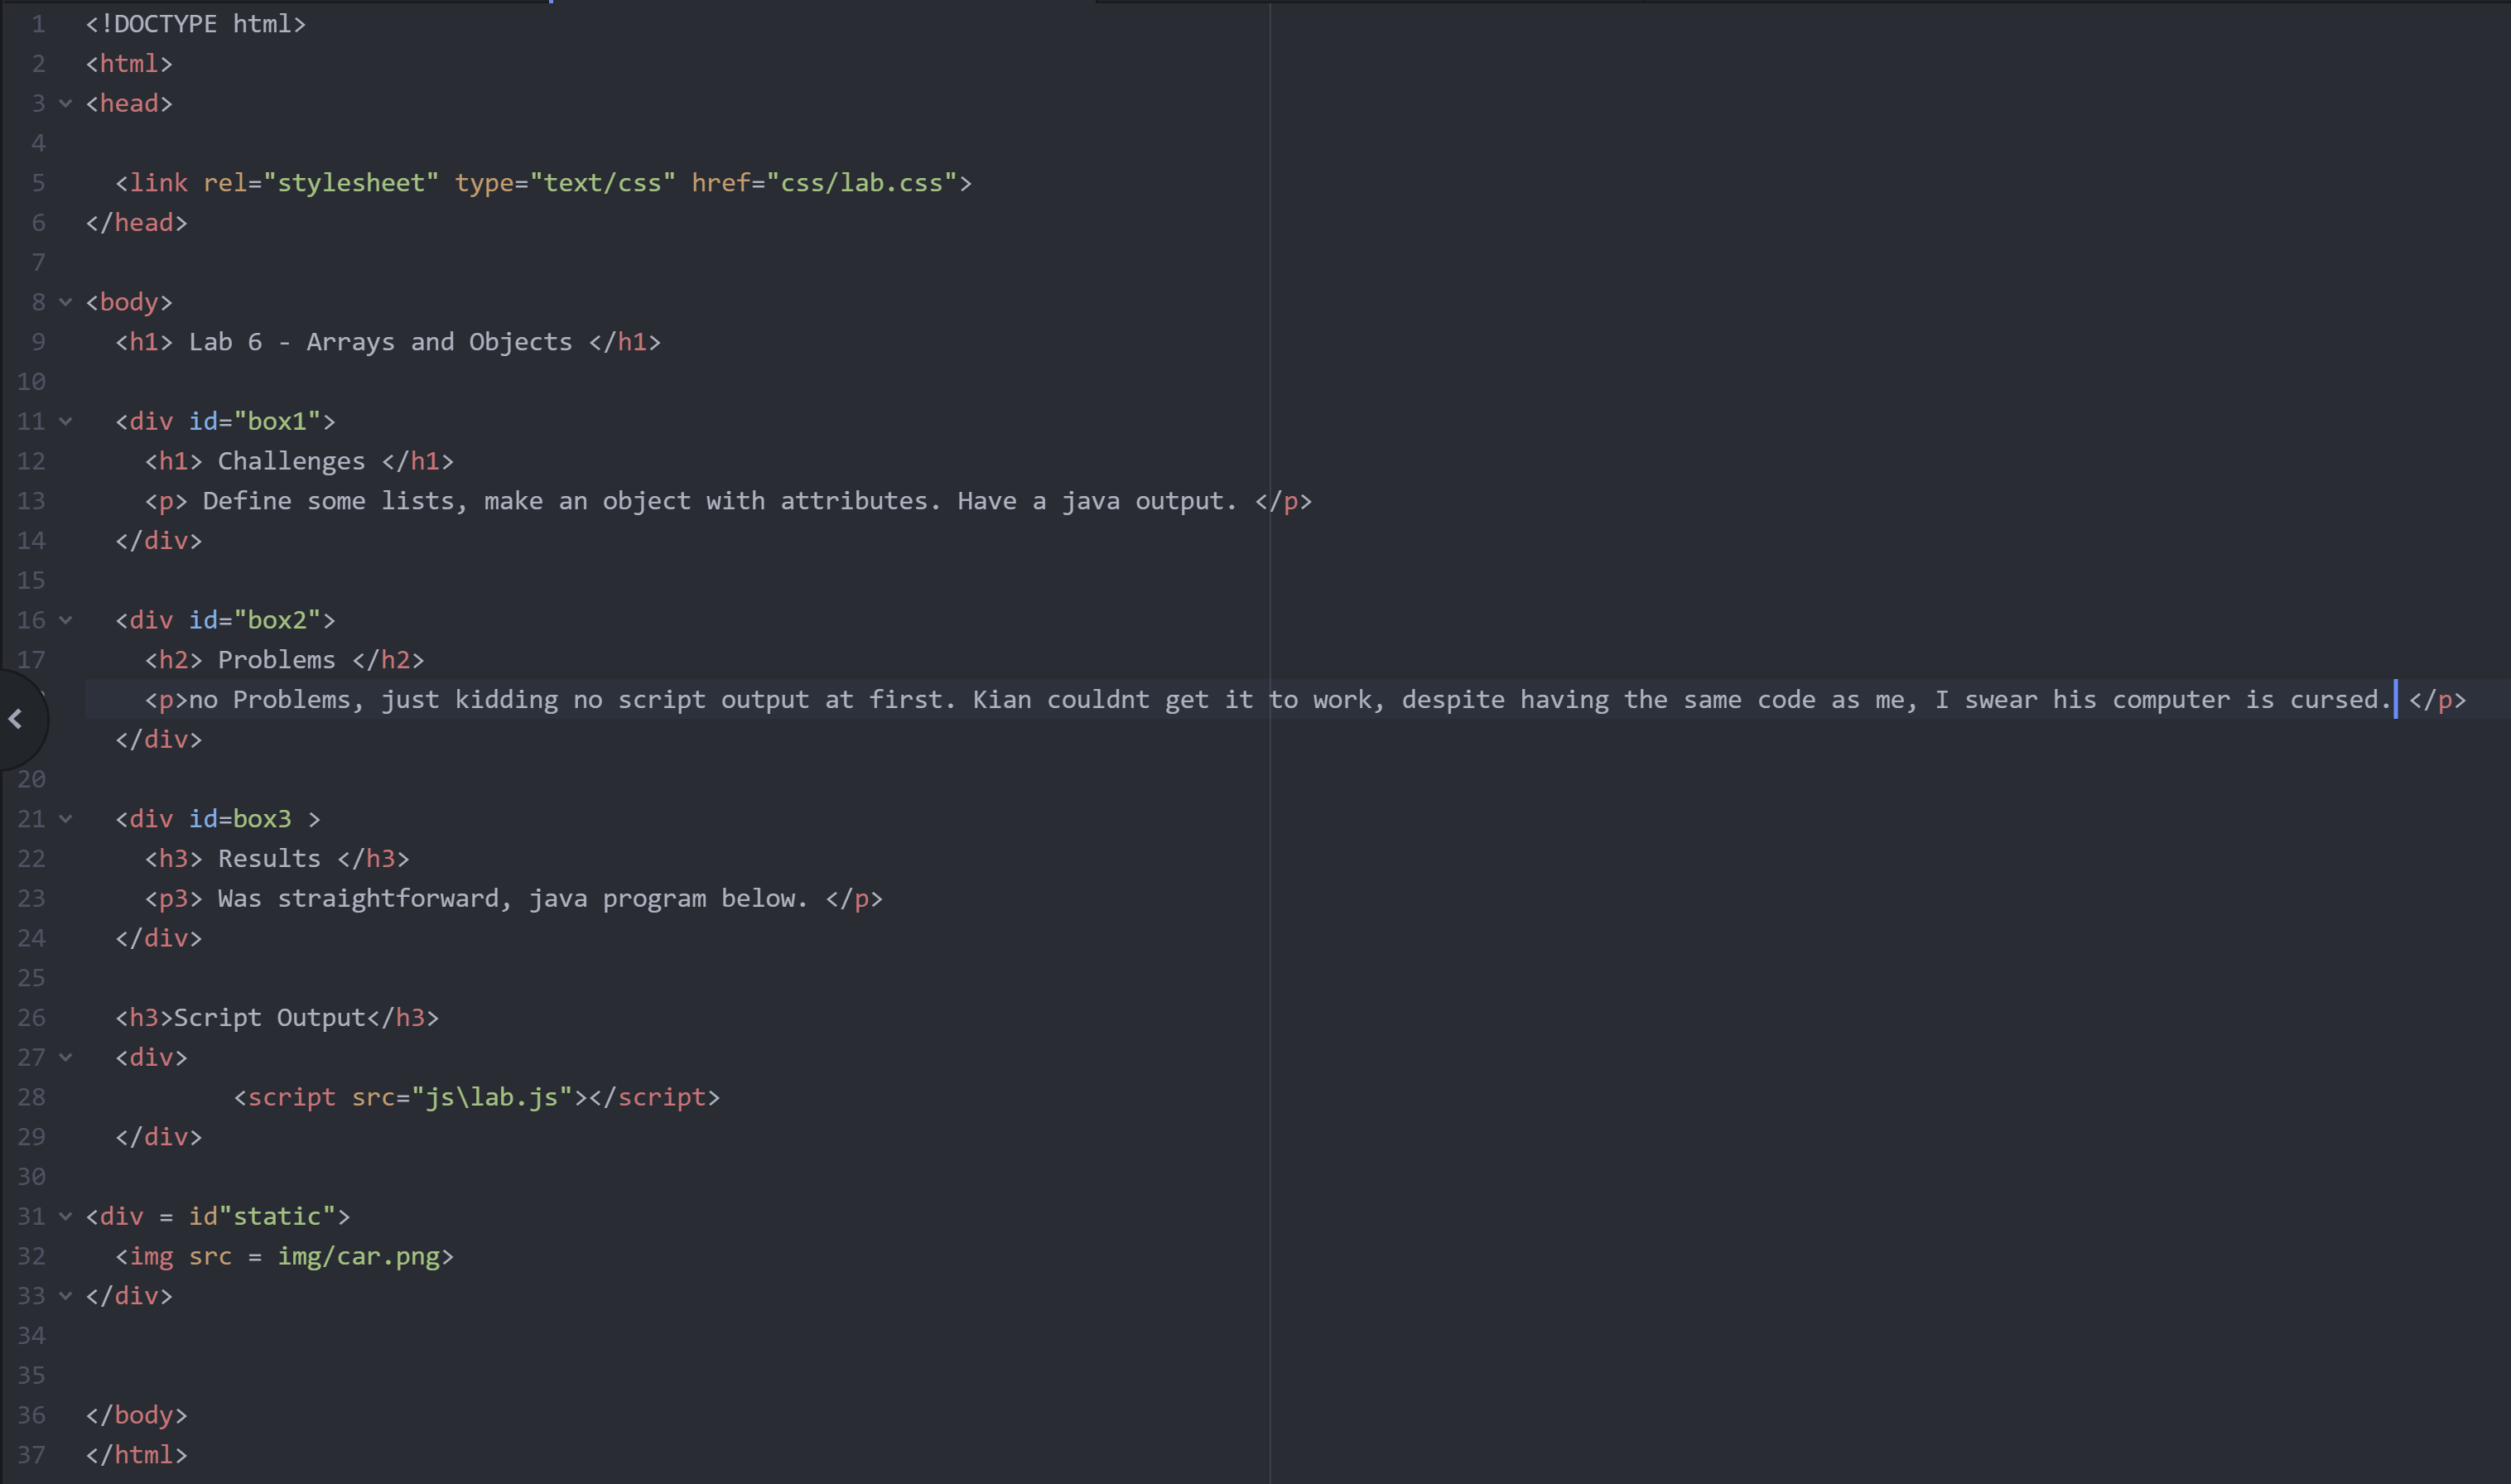 1 <!DOCTYPE html>
2 <html>
3 <head>
4
5   <link rel="stylesheet" type="text/css" href="css/lab.css">
6 </head>
7
8 <body>
9   <h1> Lab 6 - Arrays and Objects </h1>
10
11   <div id="box1">
12     <h1> Challenges </h1>
13     <p> Define some lists, make an object with attributes. Have a java output. </p>
14   </div>
15
16   <div id="box2">
17     <h2> Problems </h2>
    <p>no Problems, just kidding no script output at first. Kian couldnt get it to work, despite having the same code as me, I swear his computer is cursed. </p>
  </div>
20
21   <div id=box3 >
22     <h3> Results </h3>
23     <p3> Was straightforward, java program below. </p>
24   </div>
25
26   <h3>Script Output</h3>
27   <div>
28           <script src="js\lab.js"></script>
29   </div>
30
31 <div = id"static">
32   <img src = img/car.png>
33 </div>
34
35
36 </body>
37 </html>